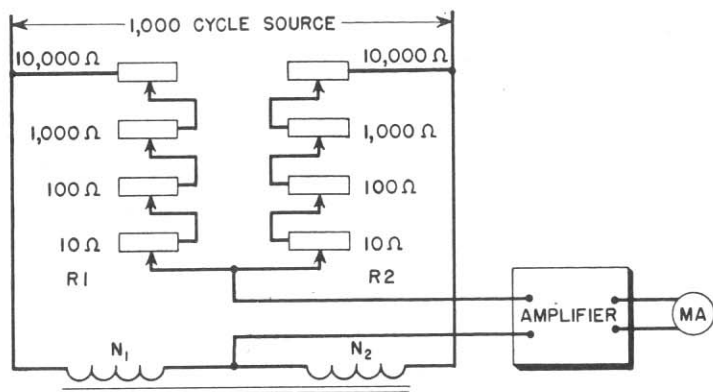 1,000 CYCLE SOURCE
10,000 Ω
10,000 Ω
1,000 Ω
1,000 Ω
100 Ω
100 Ω
10 Ω
10 Ω
R1
R2
AMPLIFIER
MA
N1
N2